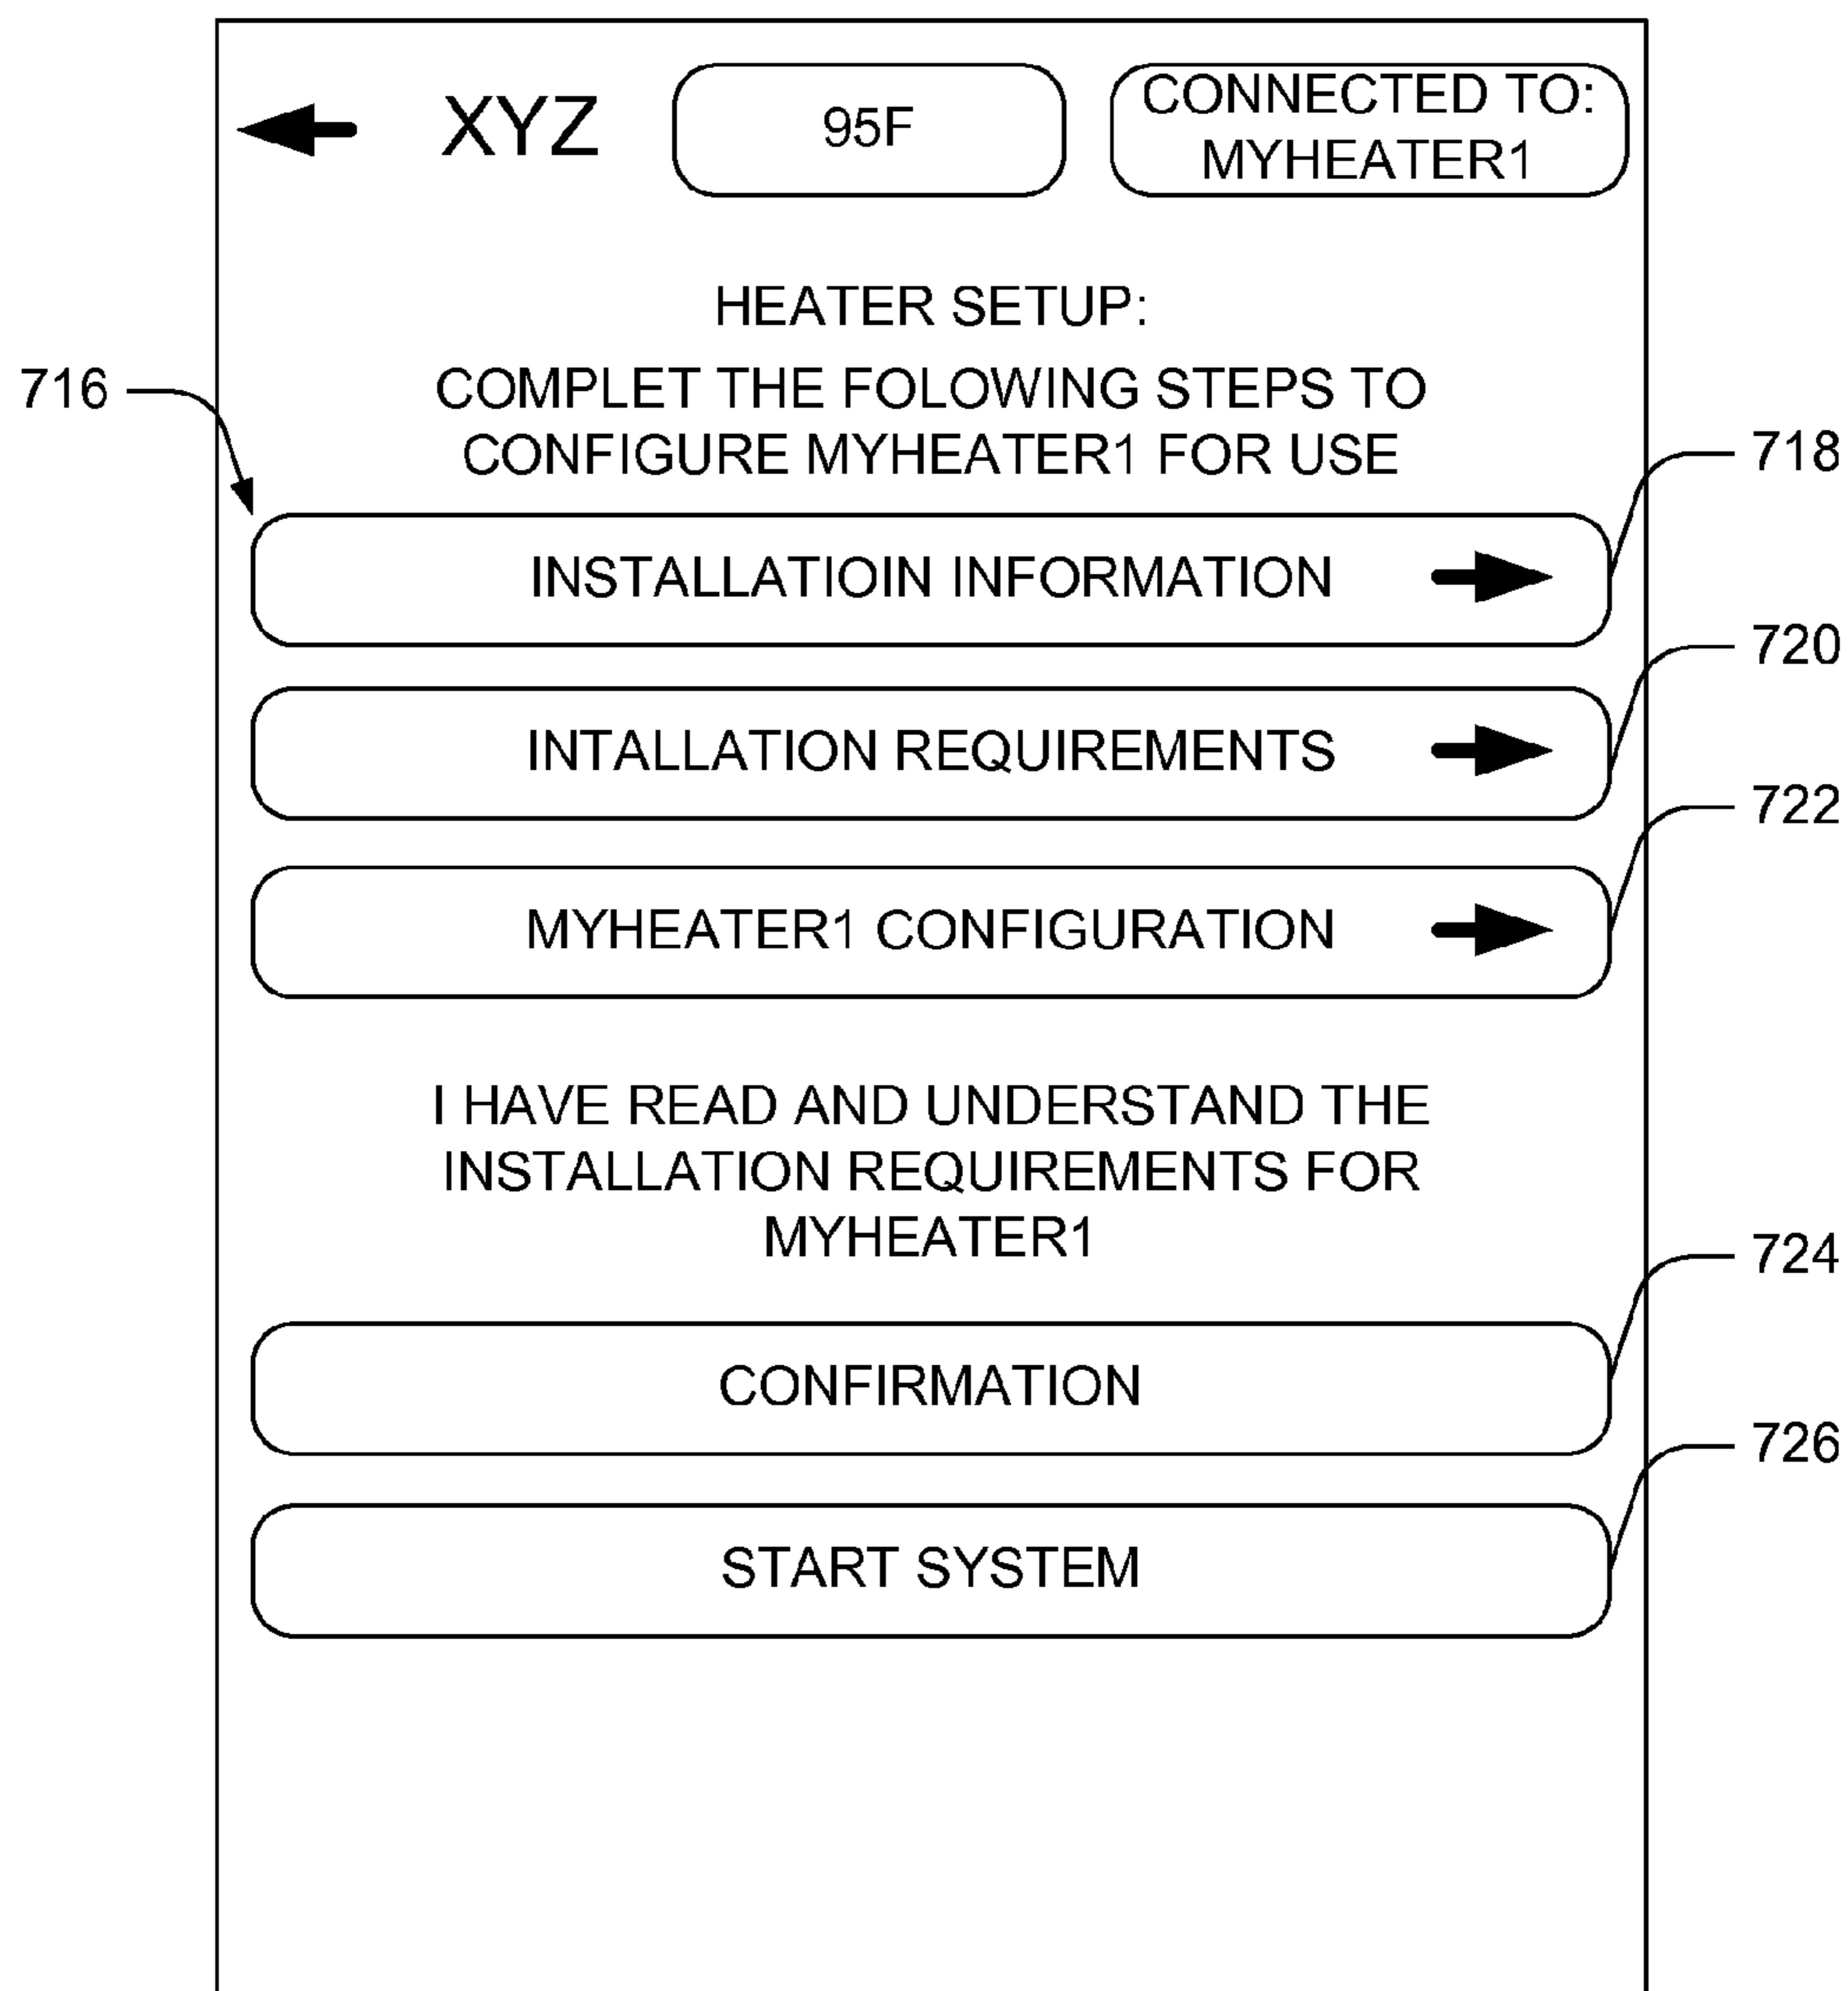 XYZ
95F
CONNECTED TO:
MYHEATER1
HEATER SETUP:
716
COMPLET THE FOLOWING STEPS TO
CONFIGURE MYHEATER1 FOR USE
718
INSTALLATIOIN INFORMATION
720
INTALLATION REQUIREMENTS
722
MYHEATER1 CONFIGURATION
I HAVE READ AND UNDERSTAND THE
INSTALLATION REQUIREMENTS FOR
MYHEATER1
724
CONFIRMATION
726
START SYSTEM